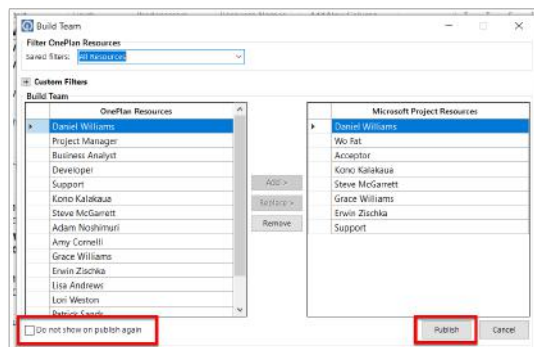 Build Team
Filter OnePlan Resources
Saved filters: All Resources
Custom Filters
Build Team
OnePlan Resources
Daniel Williams
Project Manager
Business Analyst
Developer
Support
Kono Kalakaua
Steve McGarrett
Adam Noshimuri
Amy Cornelli
Grace Williams
Erwin Zischka
Lisa Anderson
Lori Weston
Patrick Sands
Add >
Replace >
Remove
Microsoft Project Resources
Daniel Williams
Wo Fat
Acceptor
Kono Kalakaua
Steve McGarrett
Grace Williams
Erwin Zischka
Support
Do not show on publish again
Publish
Cancel